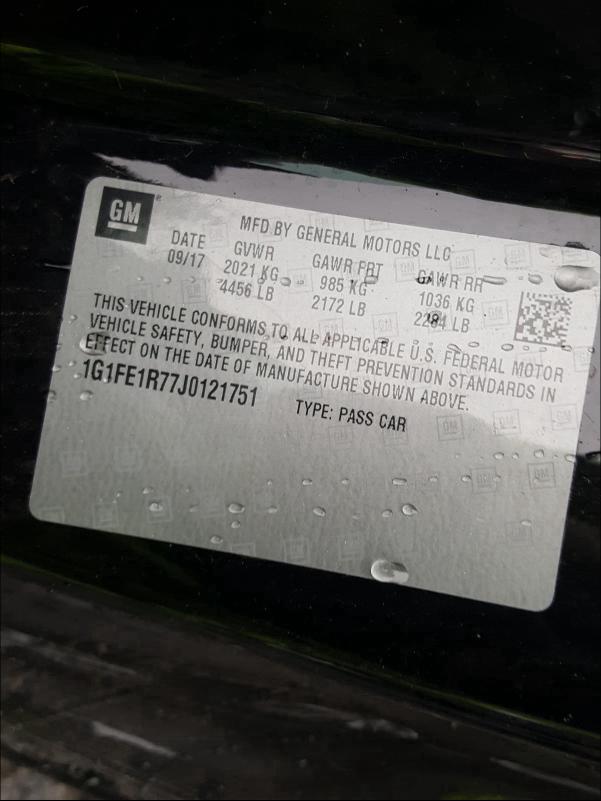 GM
MFD BY GENERAL MOTORS LLC
DATE GVWR GAWR FRT GAWR RR
09/17 2021 KG 985 KG 1036 KG
4456 LB 2172 LB 2284 LB
THIS VEHICLE CONFORMS TO ALL APPLICABLE U.S. FEDERAL MOTOR
VEHICLE SAFETY, BUMPER, AND THEFT PREVENTION STANDARDS IN
EFFECT ON THE DATE OF MANUFACTURE SHOWN ABOVE.
1G1FE1R77J0121751 TYPE: PASS CAR